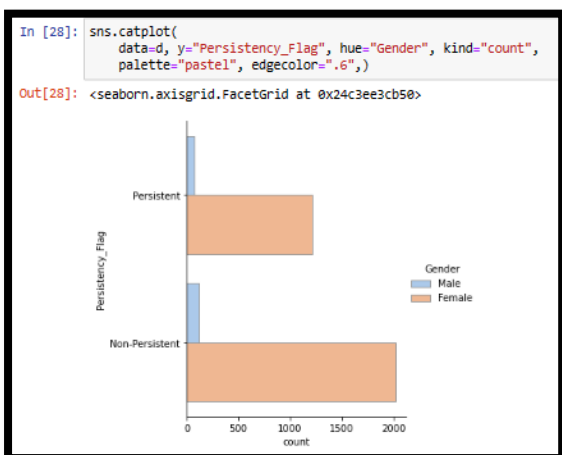 In [28]: sns.catplot(
data=d, y="Persistency_Flag", hue="Gender", kind="count",
palette="pastel", edgecolor=".6",)
Out[28]: <seaborn.axisgrid.FacetGrid at 0x24c3ee3cb50>
Persistent
Persistency_Flag
Gender
Male
Female
Non-Persistent
0 500 1000 1500 2000
count